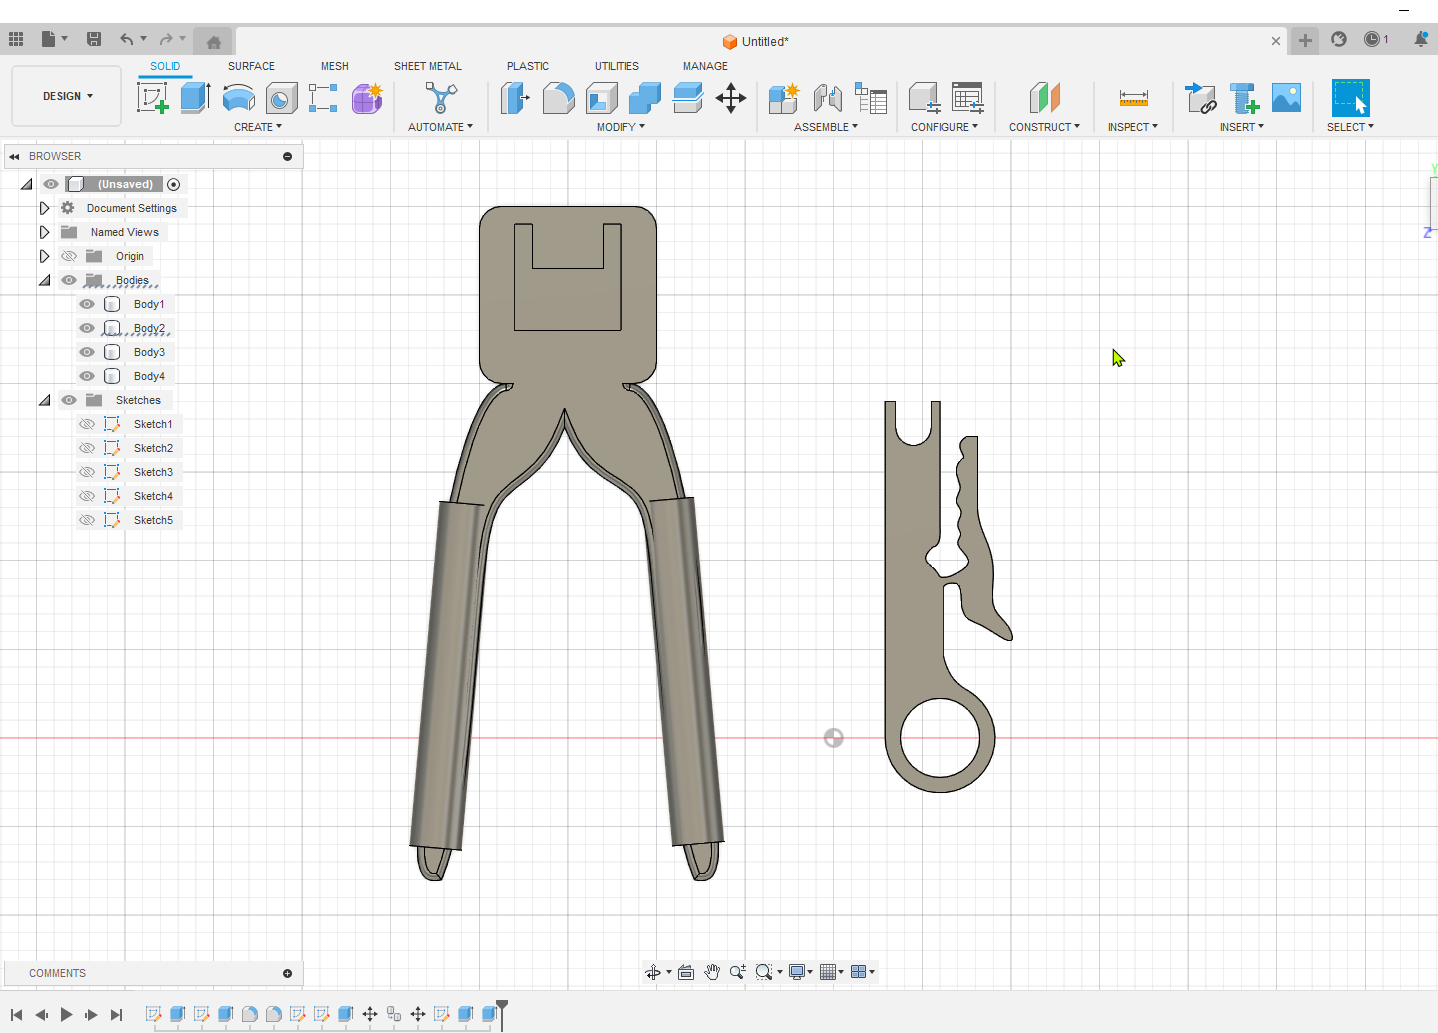 Untitled*
1
SOLID SURFACE MESH SHEET METAL PLASTIC UTILITIES MANAGE
DESIGN
CREATE AUTOMATE MODIFY ASSEMBLE CONFIGURE CONSTRUCT INSPECT INSERT SELECT
BROWSER
(Unsaved)
Document Settings
Named Views
Origin
Bodies
Body1
Body2
Body3
Body4
Sketches
Sketch1
Sketch2
Sketch3
Sketch4
Sketch5
Y
Z
COMMENTS